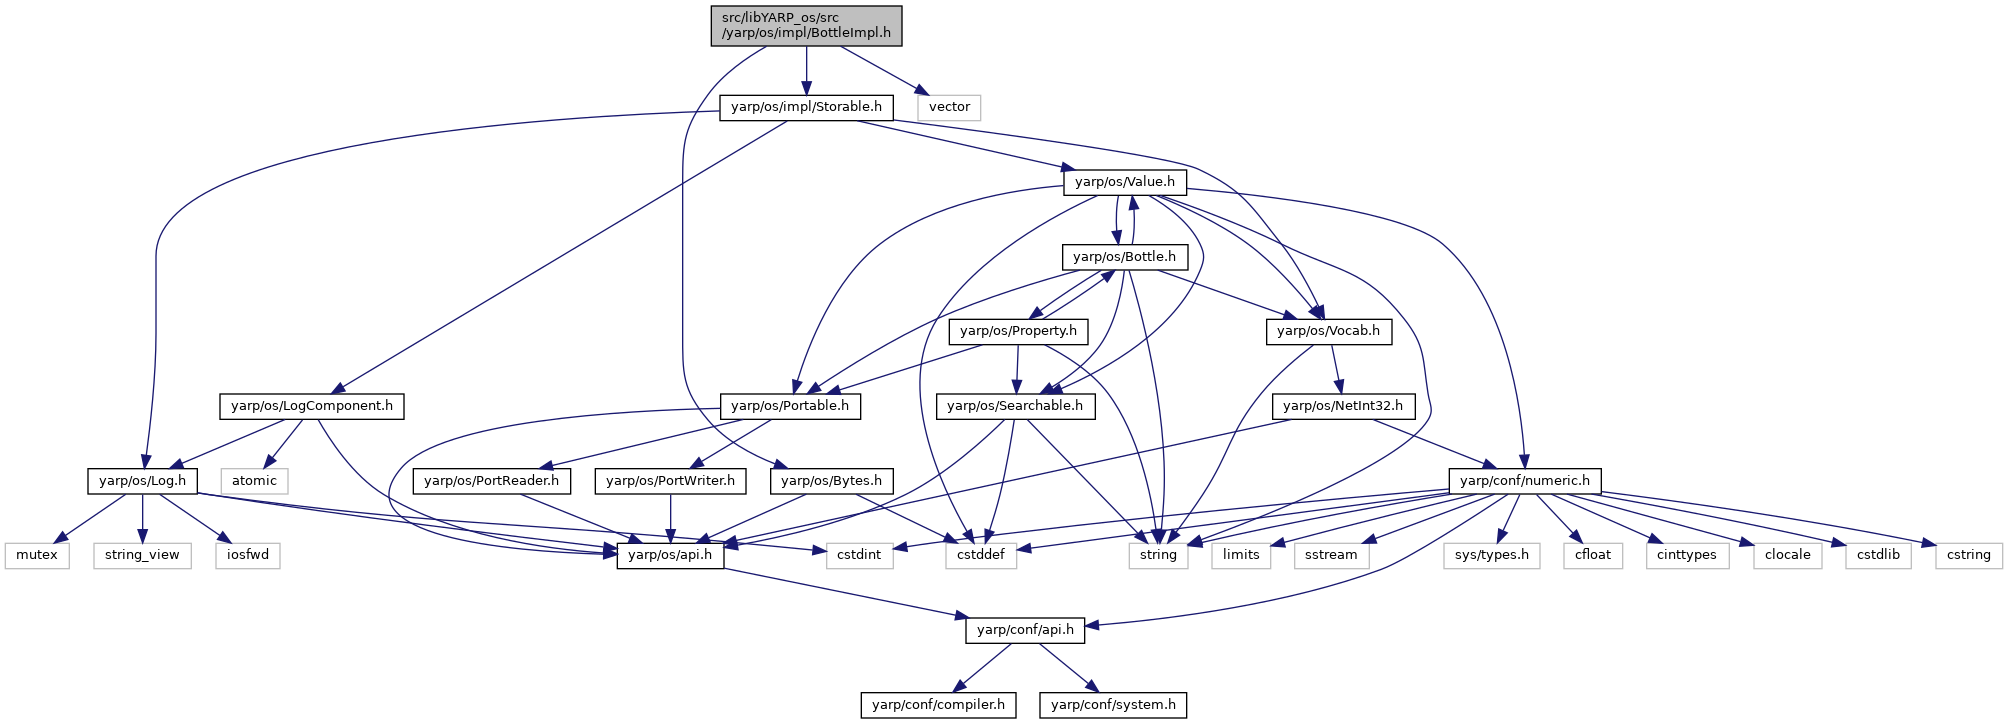 src/libYARP_os/src
/yarp/os/impl/BottleImpl.h
yarp/os/impl/Storable.h
vector
yarp/os/Value.h
yarp/os/Bottle.h
yarp/os/Property.h
yarp/os/Vocab.h
yarp/os/LogComponent.h
yarp/os/Portable.h
yarp/os/Searchable.h
yarp/os/NetInt32.h
yarp/os/Log.h
atomic
yarp/os/PortReader.h
yarp/os/PortWriter.h
yarp/os/Bytes.h
yarp/conf/numeric.h
mutex
string_view
iosfwd
yarp/os/api.h
cstdint
cstddef
string
limits
sstream
sys/types.h
cfloat
cinttypes
clocale
cstdlib
cstring
yarp/conf/api.h
yarp/conf/compiler.h
yarp/conf/system.h